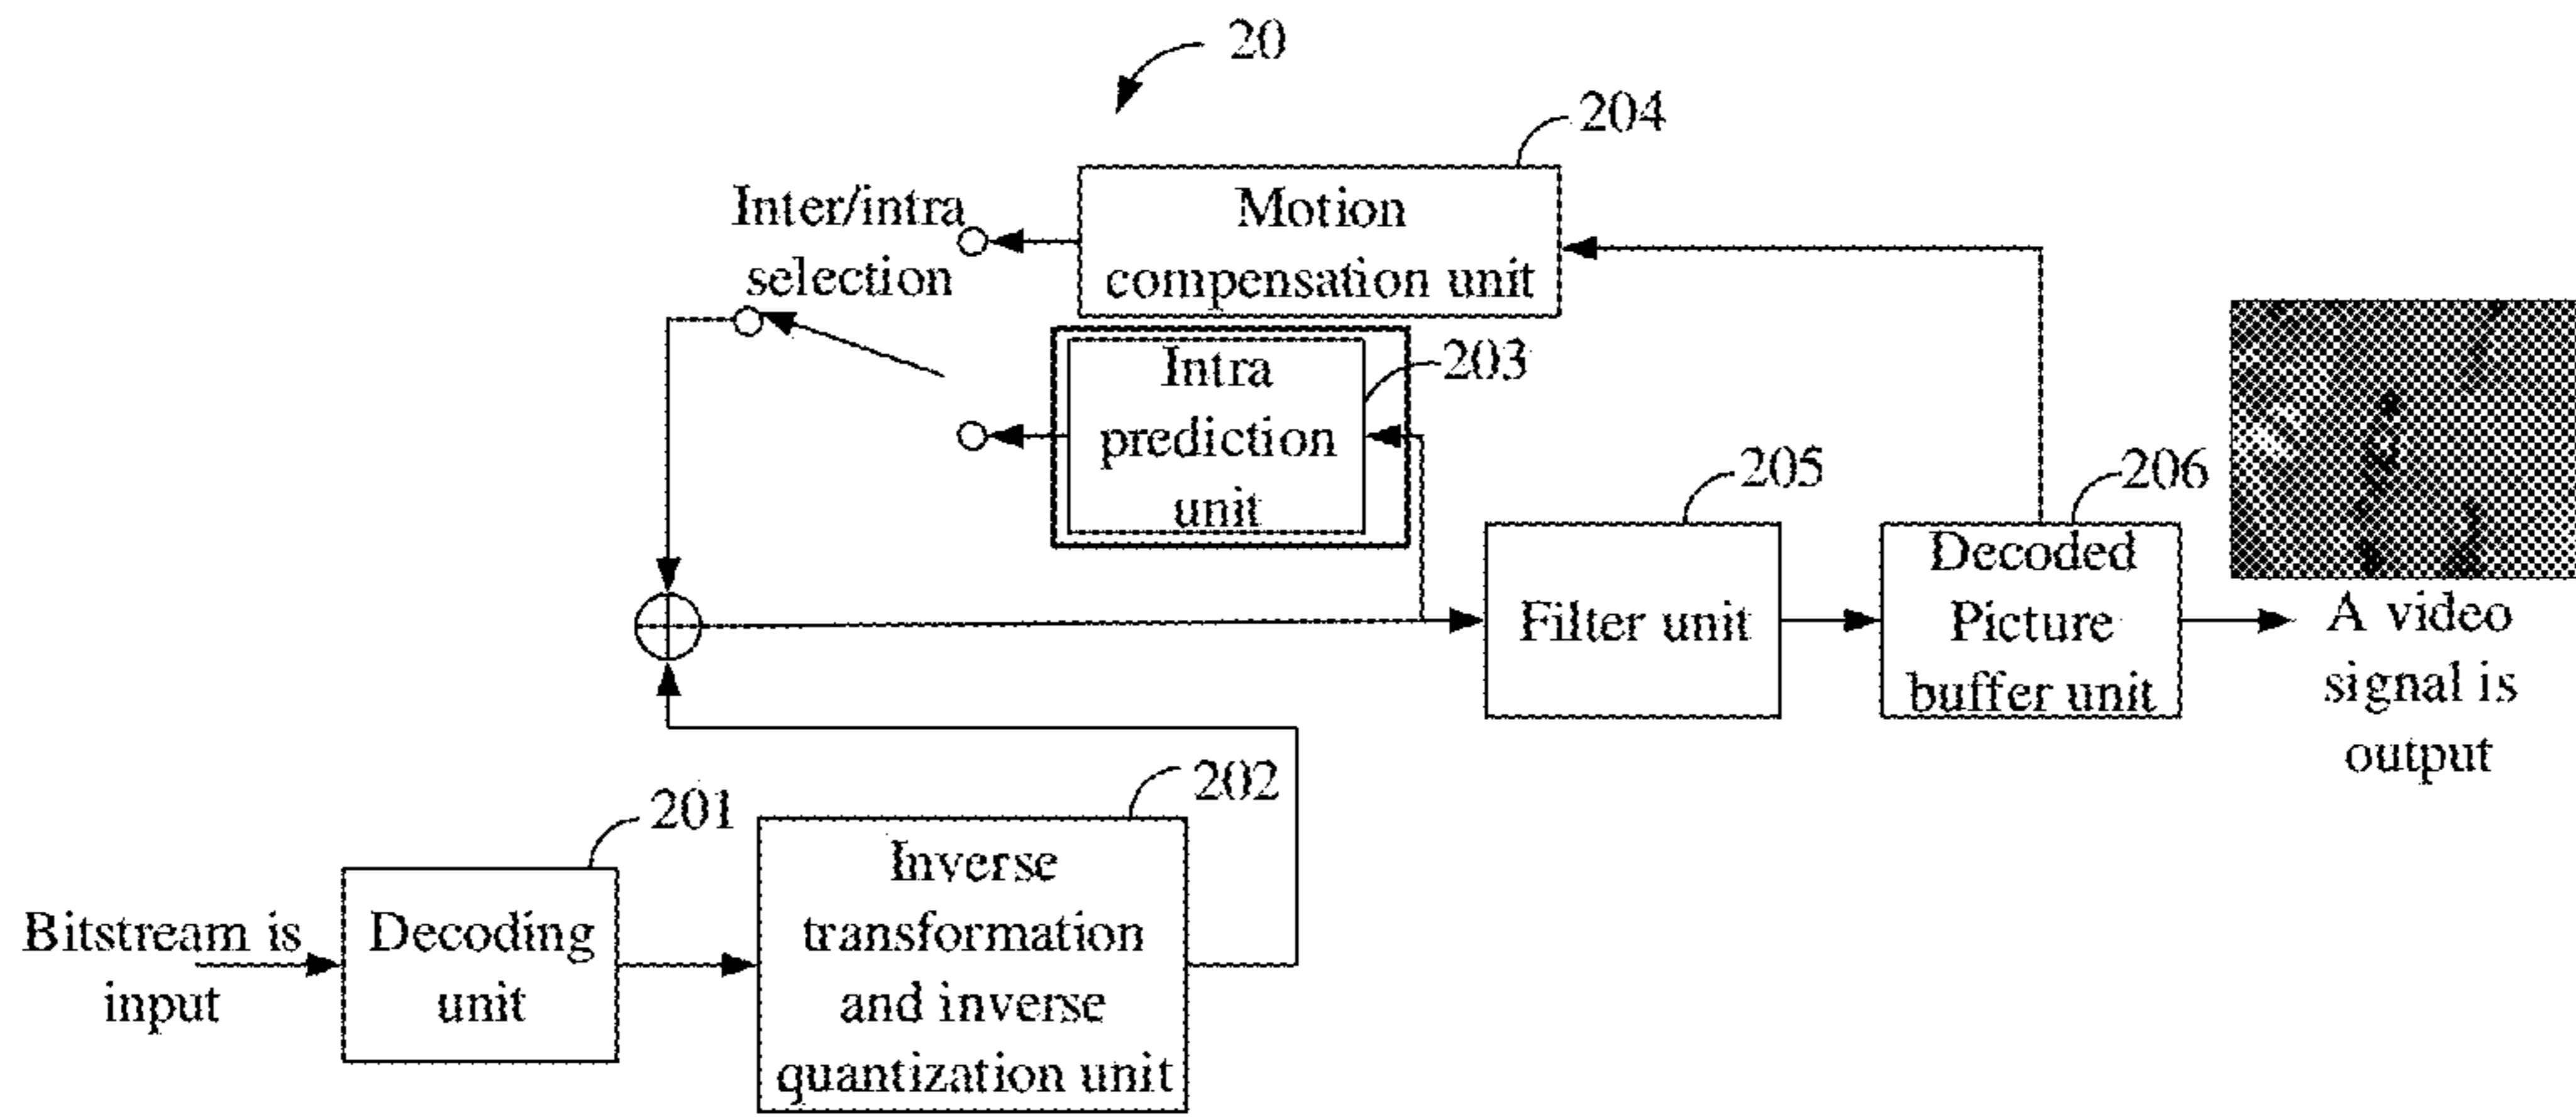 20
204
Inter/intra
selection
Motion
compensation unit
203
Intra
prediction
unit
205
Filter unit
206
Decoded
Picture
buffer unit
A video
signal is
output
201
202
Bitstream is
input
Decoding
unit
Inverse
transformation
and inverse
quantization unit